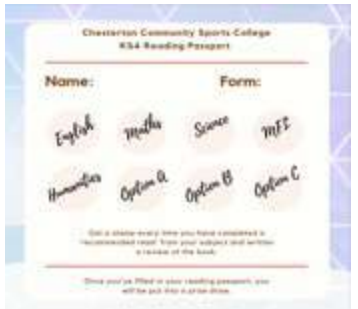 Chesterton Community Sports College
KS4 Reading Passport
Name: Form:
English Maths Science MFL
Humanities Option A Option B Option C
Get a stamp every time you have completed a
recommended read from your subject and written
a review of the book.
Once you've filled in your reading passport, you
will be put into a prize draw.